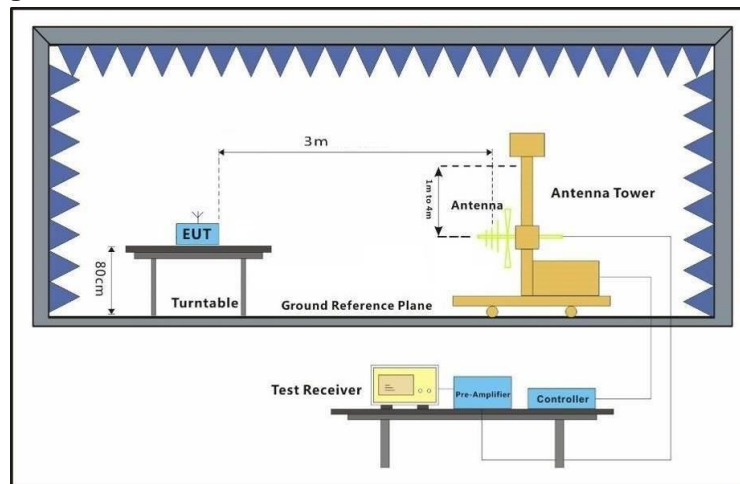 3m
1m to 4m
Antenna
Antenna Tower
EUT
80cm
Turntable
Ground Reference Plane
Test Receiver
Pre-Amplifier
Controller